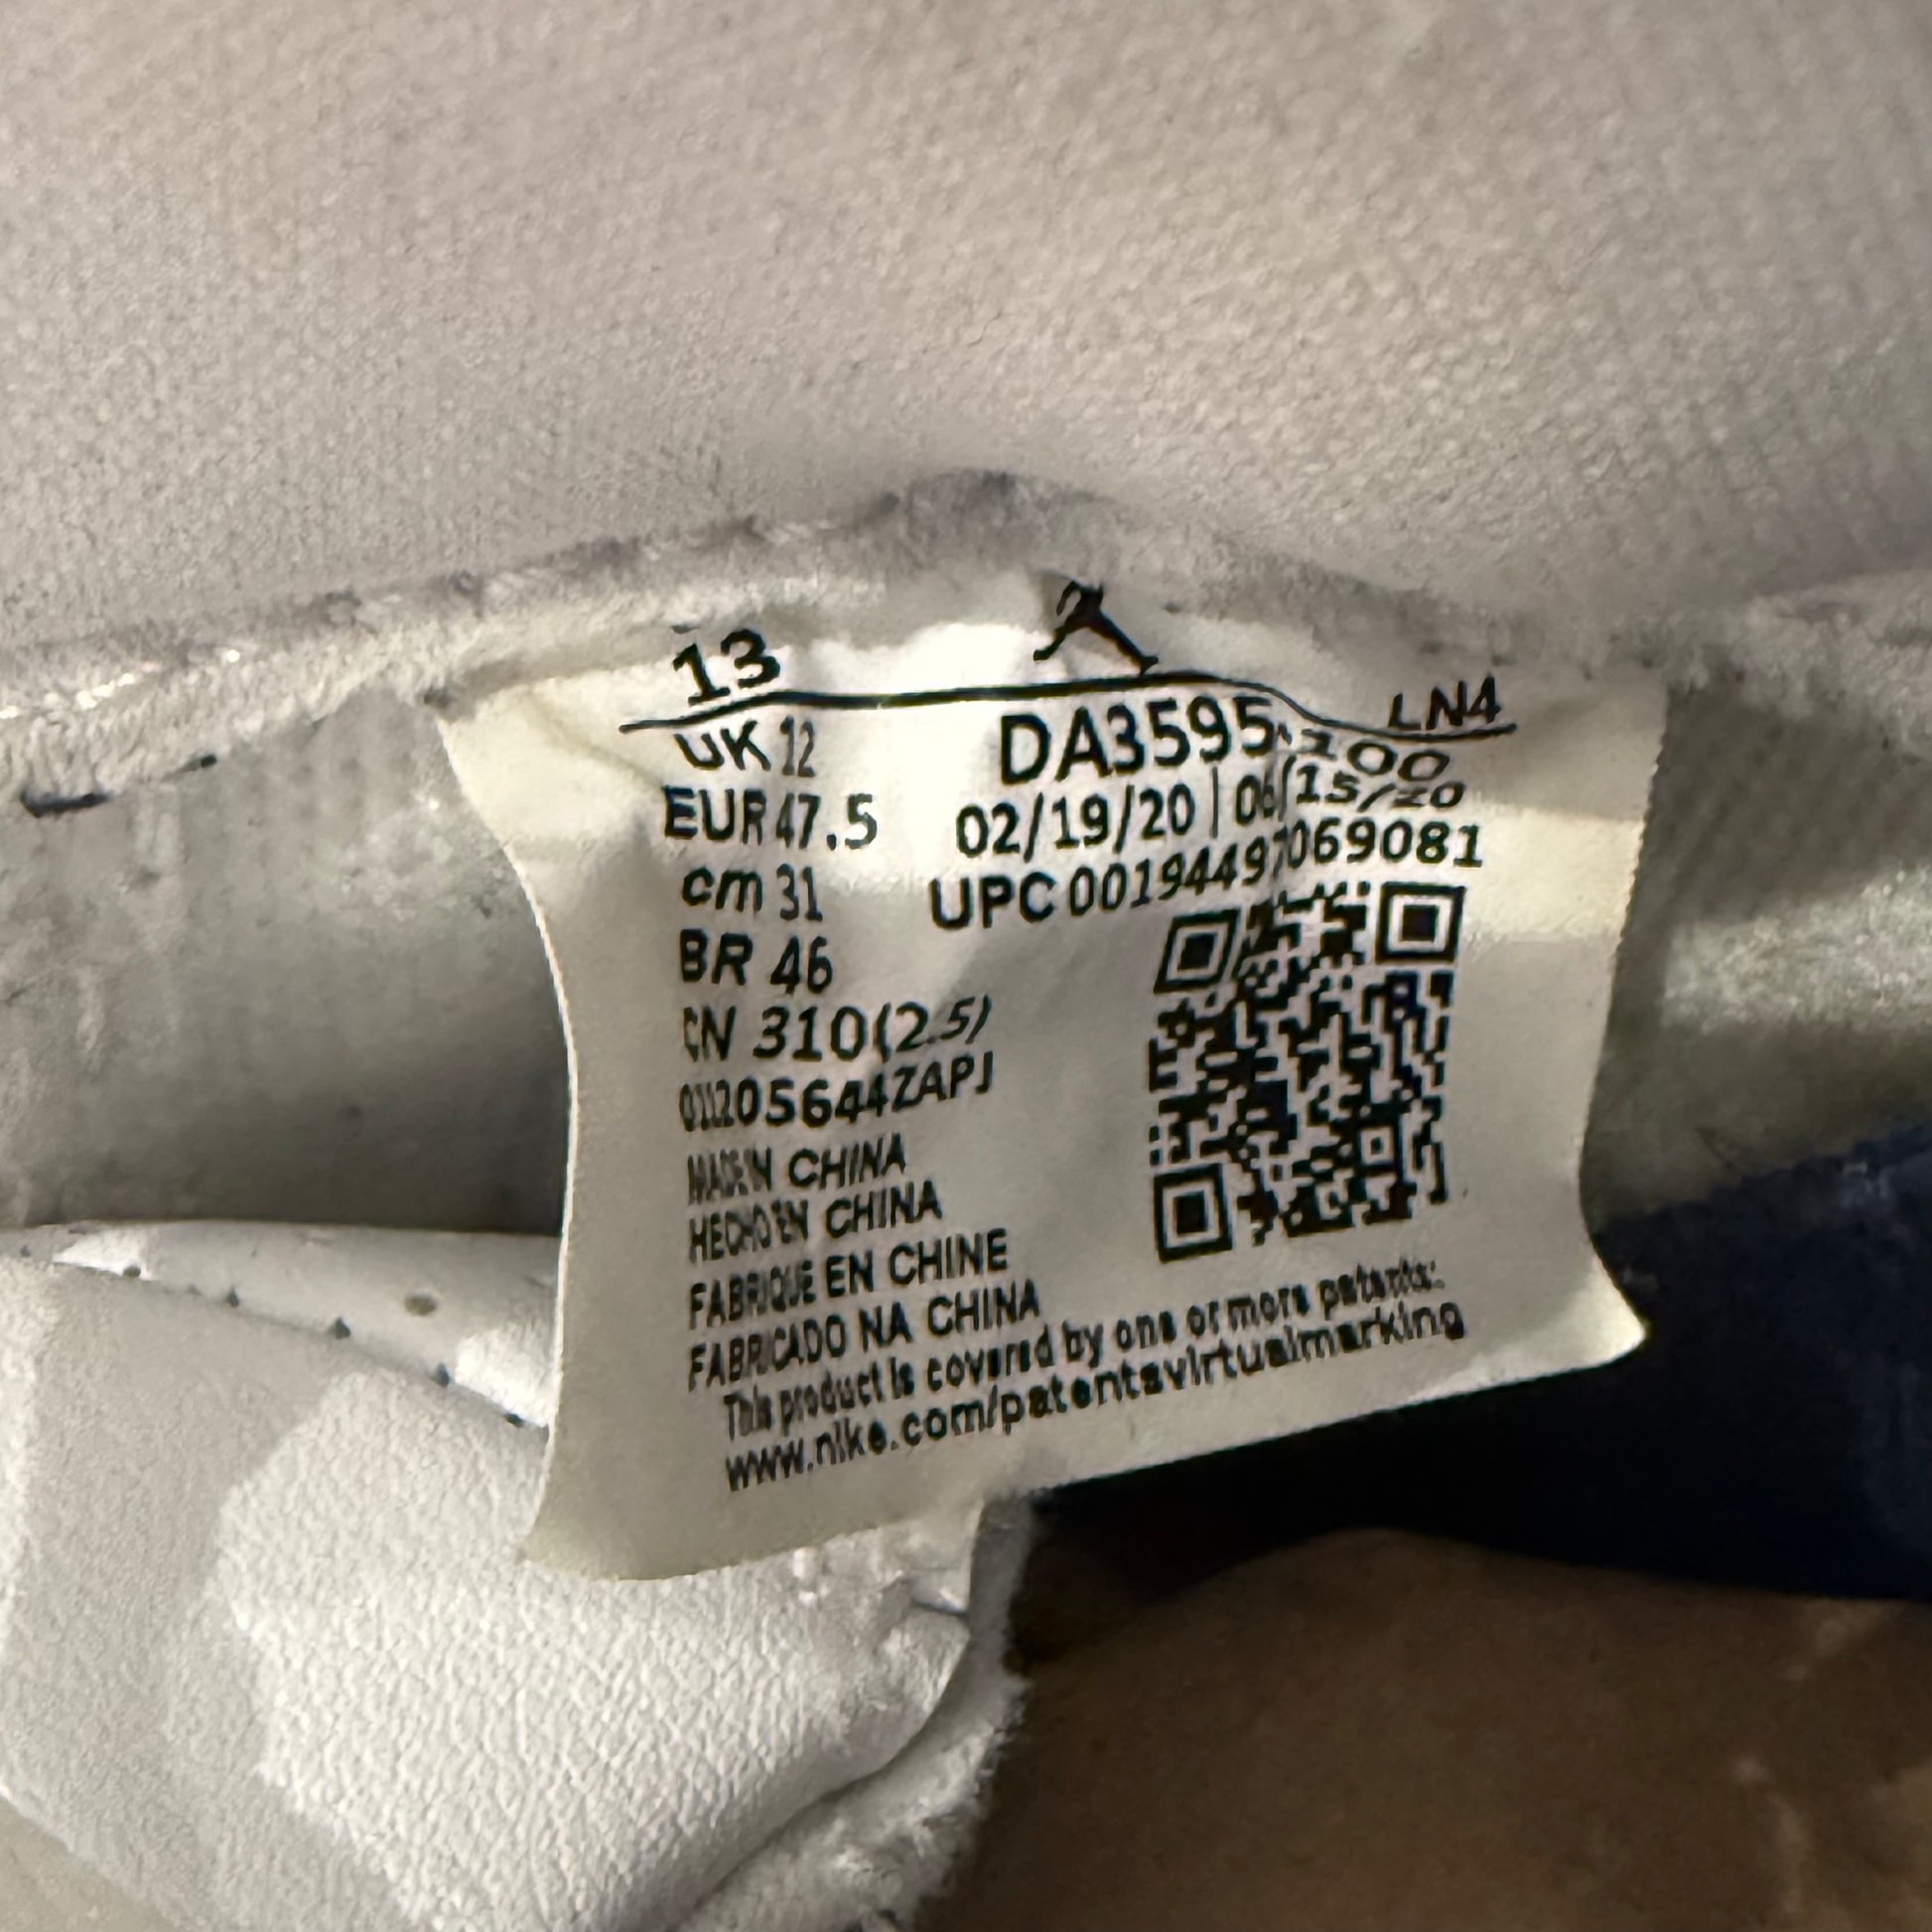 13
LN4
UK 12
DA3595-100
EUR 47.5
02/19/20 | 06/15/20
cm 31
UPC 00194497069081
BR 46
CN 310(2.5)
011205644ZAPJ
MADE IN CHINA
HECHO EN CHINA
FABRIQUE EN CHINE
FABRICADO NA CHINA
This product is covered by one or more patents:
www.nike.com/patentsvirtualmarking